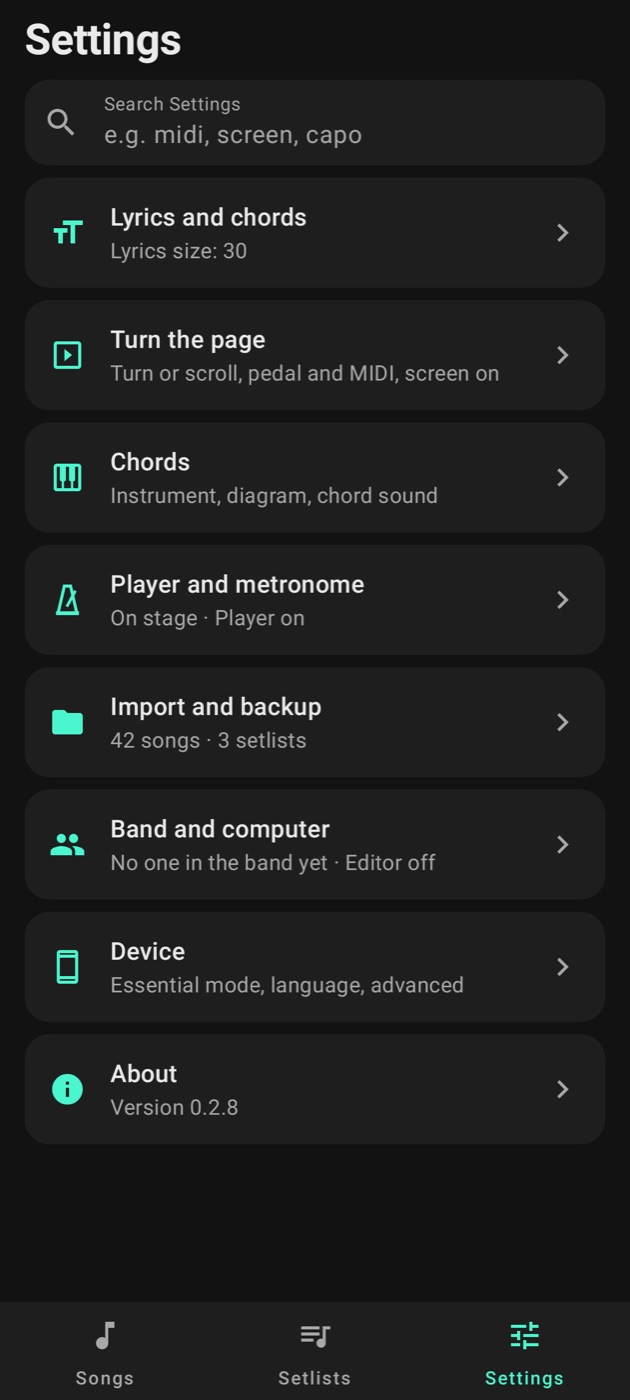 Settings
Search Settings
e.g. midi, screen, capo
Lyrics and chords
Lyrics size: 30
Turn the page
Turn or scroll, pedal and MIDI, screen on
Chords
Instrument, diagram, chord sound
Player and metronome
On stage · Player on
Import and backup
42 songs · 3 setlists
Band and computer
No one in the band yet · Editor off
Device
Essential mode, language, advanced
About
Version 0.2.8
Songs
Setlists
Settings